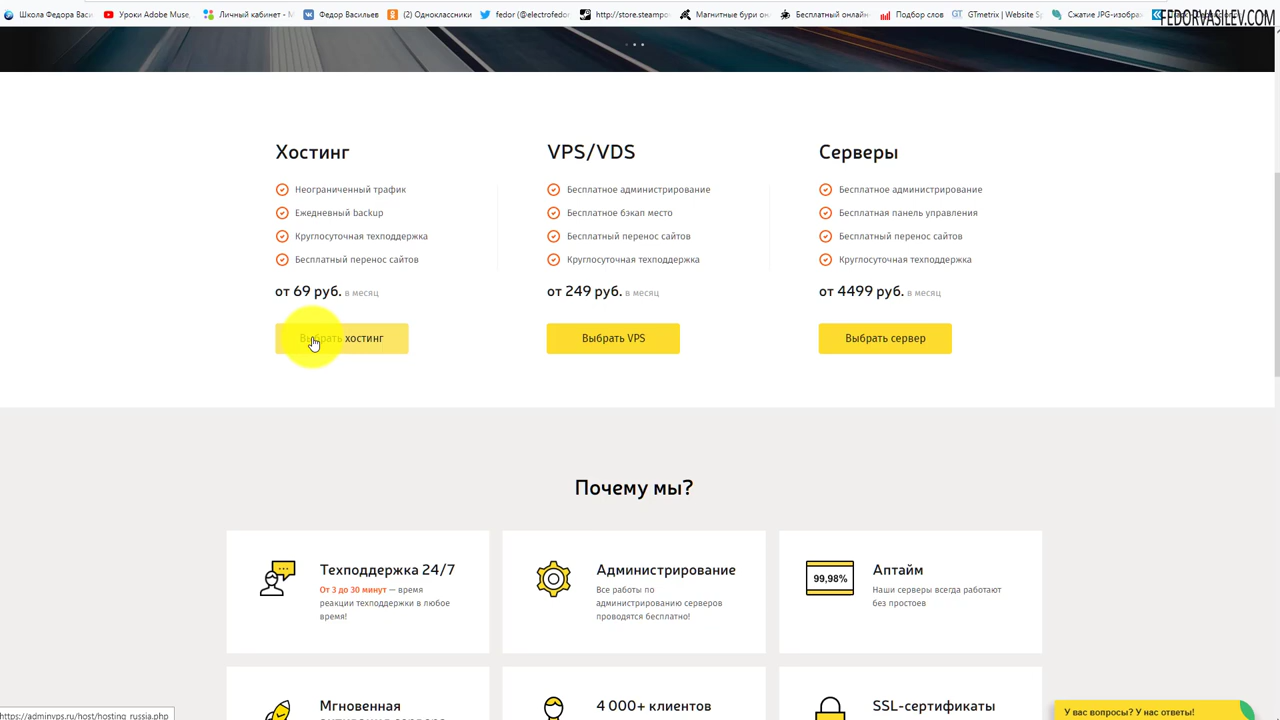 Школа Федор Васи
Уроки Adobe Muse,
Личный кабинет - М
Федор Васильев
(2) Одноклассники
fedor (@electrofedor
http://store.steampo
Магнитные бури он
Бесплатный онлайн
Подбор слов
GTmetrix | Website Sp
Сжатие JPG-изобра
FEDORVASILEV.COM
Хостинг
Неограниченный трафик
Ежедневный backup
Круглосуточная техподдержка
Бесплатный перенос сайтов
от 69 руб. в месяц
Выбрать хостинг
VPS/VDS
Бесплатное администрирование
Бесплатное бэкап место
Бесплатный перенос сайтов
Круглосуточная техподдержка
от 249 руб. в месяц
Выбрать VPS
Серверы
Бесплатное администрирование
Бесплатная панель управления
Бесплатный перенос сайтов
Круглосуточная техподдержка
от 4499 руб. в месяц
Выбрать сервер
Почему мы?
Техподдержка 24/7
От 3 до 30 минут — время
реакции техподдержки в любое
время!
Администрирование
Все работы по
администрированию серверов
проводятся бесплатно!
99,98%
Аптайм
Наши серверы всегда работают
без простоев
Мгновенная
активация сервера
4 000+ клиентов
SSL-сертификаты
У вас вопросы? У нас ответы!
https://adminvps.ru/host/hosting_russia.php